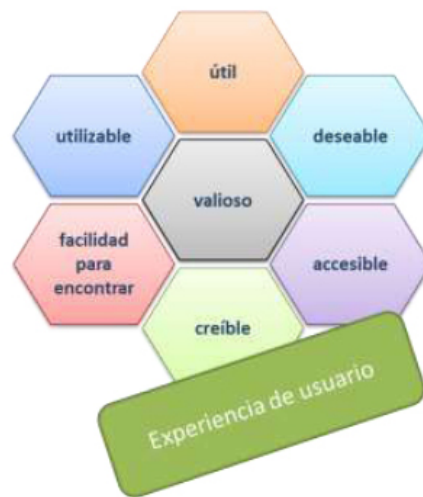 útil
utilizable
deseable
valioso
facilidad
para
encontrar
accesible
creíble
Experiencia de usuario